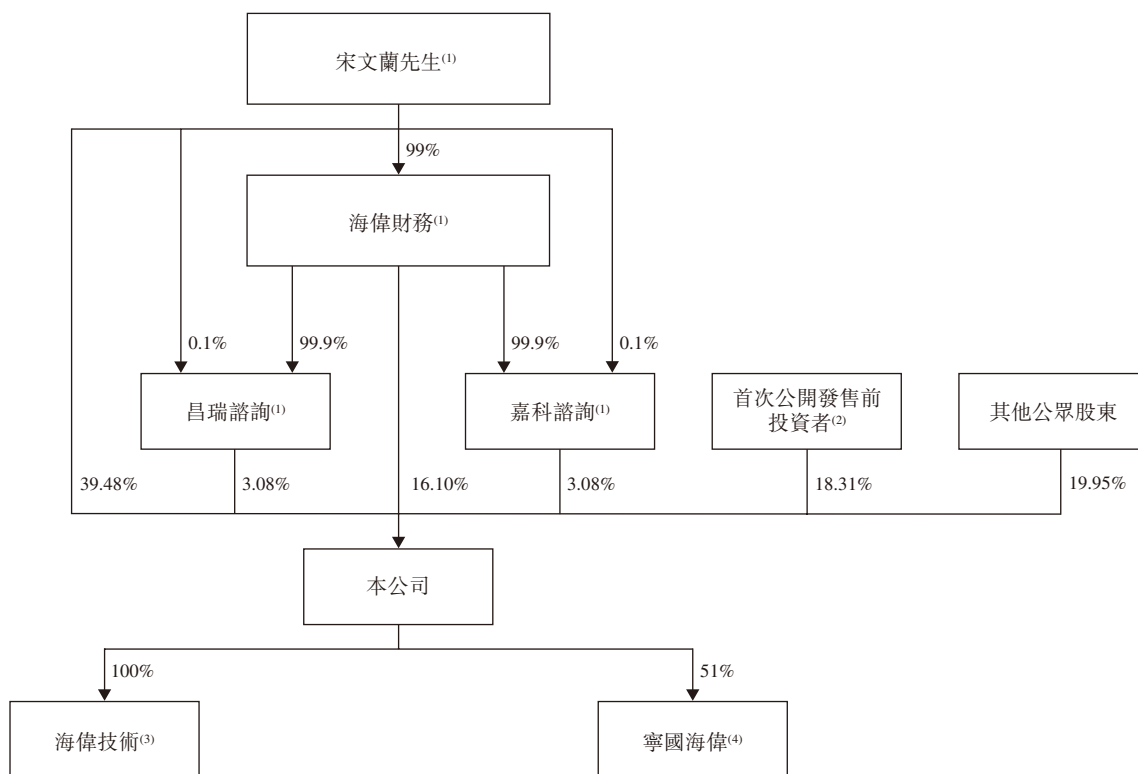 宋文蘭先生(1)
99%
海偉財務(1)
0.1%
99.9%
99.9%
0.1%
昌瑞諮詢(1)
嘉科諮詢(1)
首次公開發售前
投資者(2)
其他公眾股東
39.48%
3.08%
16.10%
3.08%
18.31%
19.95%
本公司
100%
51%
海偉技術(3)
寧國海偉(4)